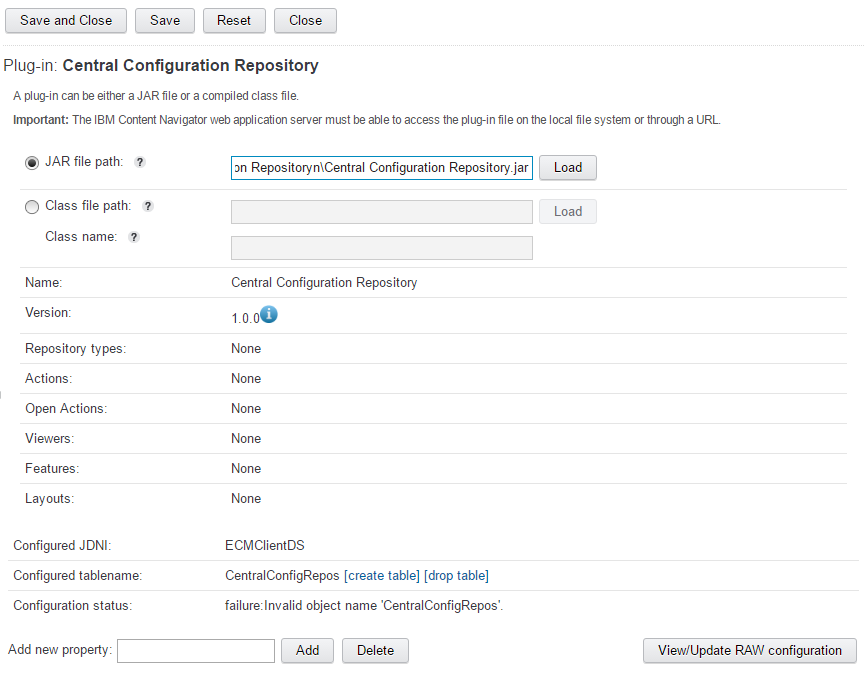 Save and Close Save Reset Close
Plug-in: Central Configuration Repository
A plug-in can be either a JAR file or a compiled class file.
Important: The IBM Content Navigator web application server must be able to access the plug-in file on the local file system or through a URL.
JAR file path: ? on Repositoryn\Central Configuration Repository.jar Load
Class file path: ? Load
Class name: ?
Name: Central Configuration Repository
Version: 1.0.0 i
Repository types: None
Actions: None
Open Actions: None
Viewers: None
Features: None
Layouts: None
Configured JDNI: ECMClientDS
Configured tablename: CentralConfigRepos [create table] [drop table]
Configuration status: failure:Invalid object name 'CentralConfigRepos'.
Add new property: Add Delete View/Update RAW configuration